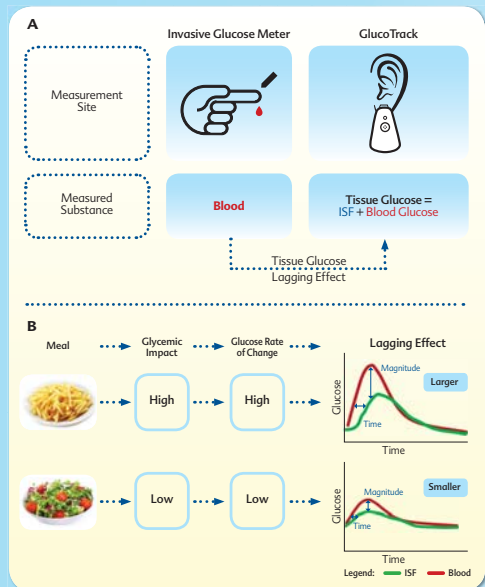 A
Invasive Glucose Meter
GlucoTrack
Measurement
Site
Measured
Substance
Blood
Tissue Glucose =
ISF + Blood Glucose
Tissue Glucose
Lagging Effect
B
Meal
Glycemic
Impact
Glucose Rate
of Change
Lagging Effect
High
High
Glucose
Magnitude
Larger
Time
Time
Low
Low
Glucose
Magnitude
Smaller
Time
Time
Legend:
ISF
Blood